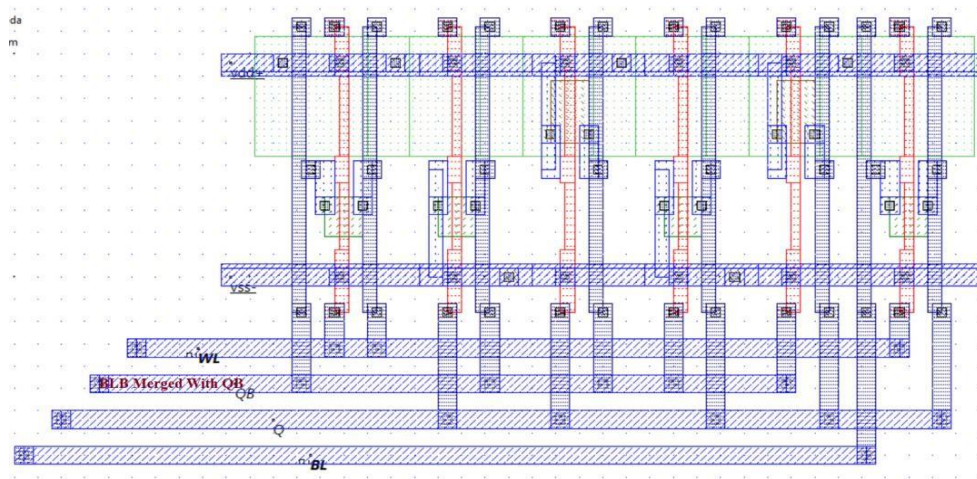 da
m
vdd+
vss-
WL
BLB Merged With QB
QB
Q
BL